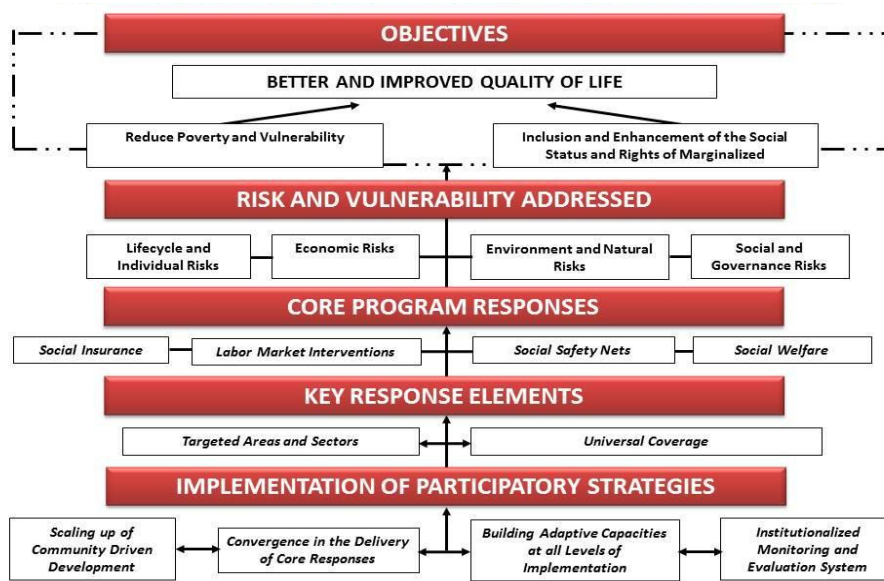 OBJECTIVES
BETTER AND IMPROVED QUALITY OF LIFE
Reduce Poverty and Vulnerability
Inclusion and Enhancement of the Social
Status and Rights of Marginalized
RISK AND VULNERABILITY ADDRESSED
Lifecycle and
Individual Risks
Economic Risks
Environment and Natural
Risks
Social and
Governance Risks
CORE PROGRAM RESPONSES
Social Insurance
Labor Market Interventions
Social Safety Nets
Social Welfare
KEY RESPONSE ELEMENTS
Targeted Areas and Sectors
Universal Coverage
IMPLEMENTATION OF PARTICIPATORY STRATEGIES
Scaling up of
Community Driven
Development
Convergence in the Delivery
of Core Responses
Building Adaptive Capacities
at all Levels of
Implementation
Institutionalized
Monitoring and
Evaluation System